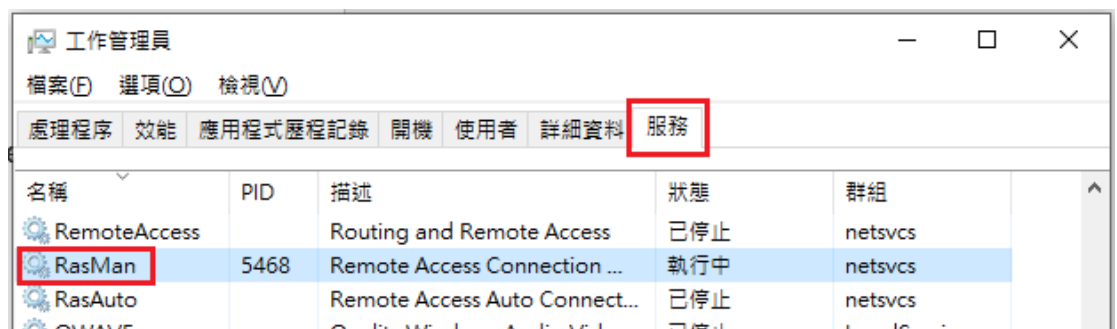 工作管理員
檔案(F) 選項(O) 檢視(V)
處理程序 效能 應用程式歷程記錄 開機 使用者 詳細資料 服務
名稱 PID 描述 狀態 群組
RemoteAccess Routing and Remote Access 已停止 netsvcs
RasMan 5468 Remote Access Connection ... 執行中 netsvcs
RasAuto Remote Access Auto Connect... 已停止 netsvcs